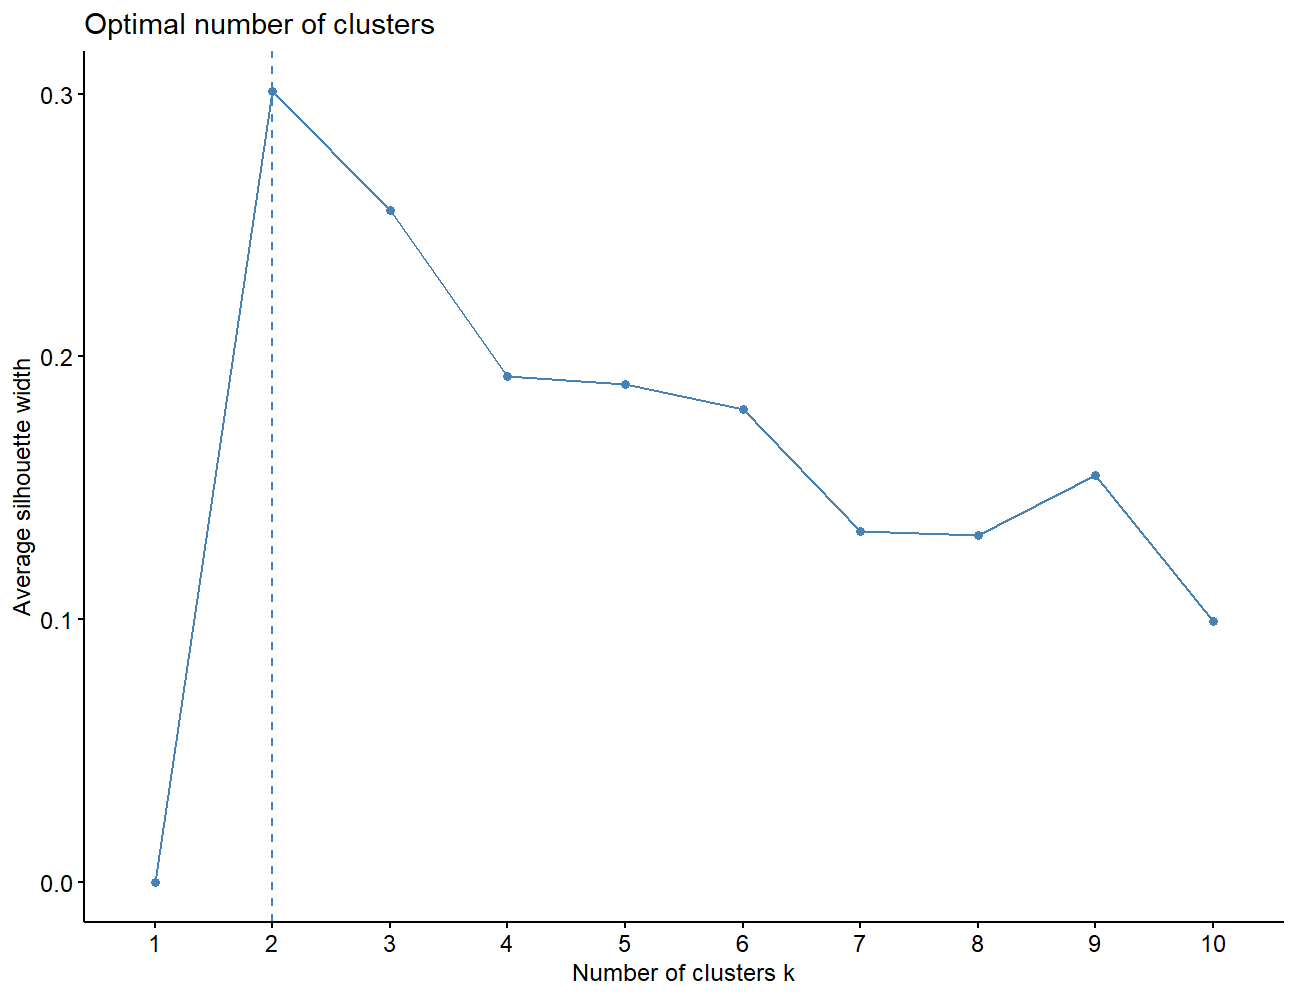 Optimal number of clusters
0.3
0.2
0.1
0.0
Average silhouette width
1 2 3 4 5 6 7 8 9 10
Number of clusters k